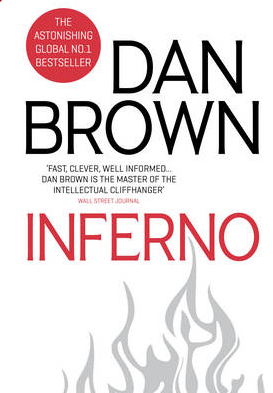 THE
ASTONISHING
GLOBAL NO.1
BESTSELLER
DAN
BROWN
'FAST, CLEVER, WELL INFORMED...
DAN BROWN IS THE MASTER OF THE
INTELLECTUAL CLIFFHANGER'
WALL STREET JOURNAL
INFERNO